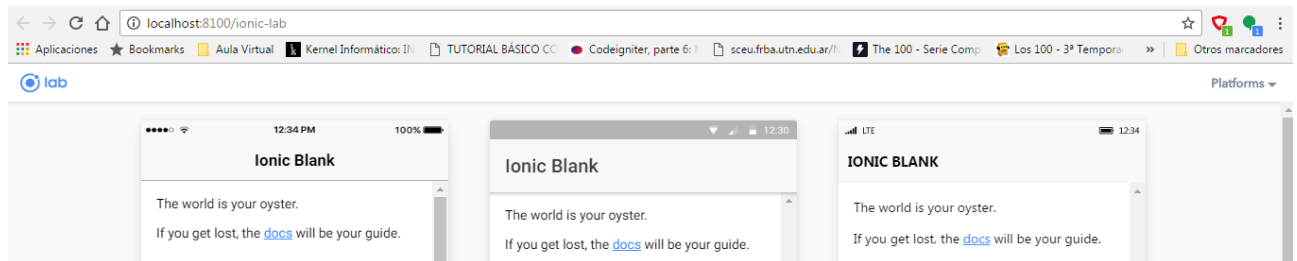 localhost:8100/ionic-lab
Aplicaciones Bookmarks Aula Virtual Kernel Informático: IN TUTORIAL BÁSICO CO Codeigniter, parte 6: sceu.frba.utn.edu.ar/ The 100 - Serie Comp Los 100 - 3ª Tempora » Otros marcadores
1 1
lab Platforms
12:34 PM 100%
Ionic Blank
The world is your oyster.
If you get lost, the docs will be your guide.
12:30
Ionic Blank
The world is your oyster.
If you get lost, the docs will be your guide.
LTE 12:34
IONIC BLANK
The world is your oyster.
If you get lost, the docs will be your guide.